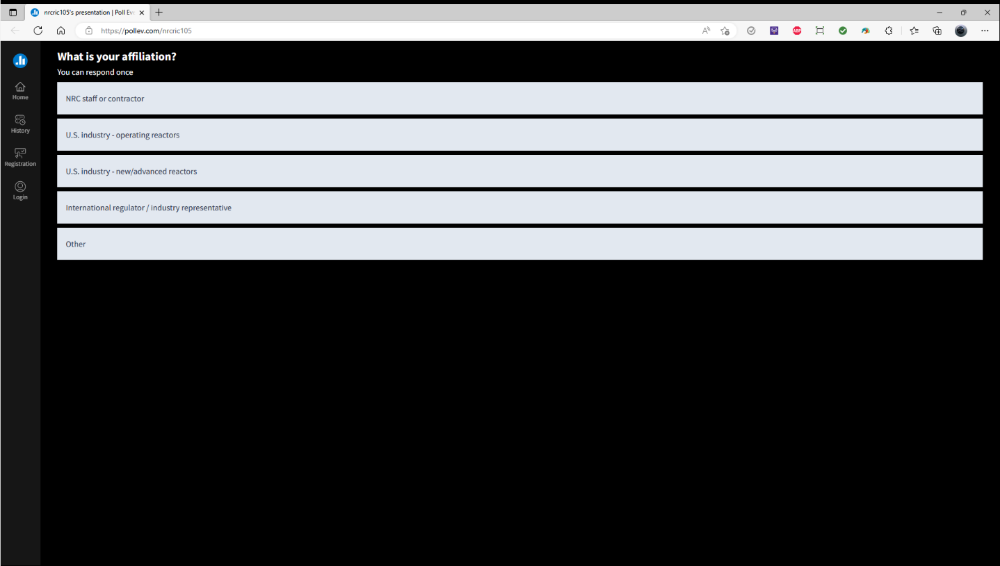 nrcric105's presentation | Poll Eve
https://pollev.com/nrcric105
A
ABP
What is your affiliation?
You can respond once
Home
History
Registration
Login
NRC staff or contractor
U.S. industry - operating reactors
U.S. industry - new/advanced reactors
International regulator / industry representative
Other